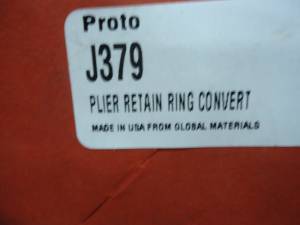 Proto
J379
PLIER RETAIN RING CONVERT
MADE IN USA FROM GLOBAL MATERIALS